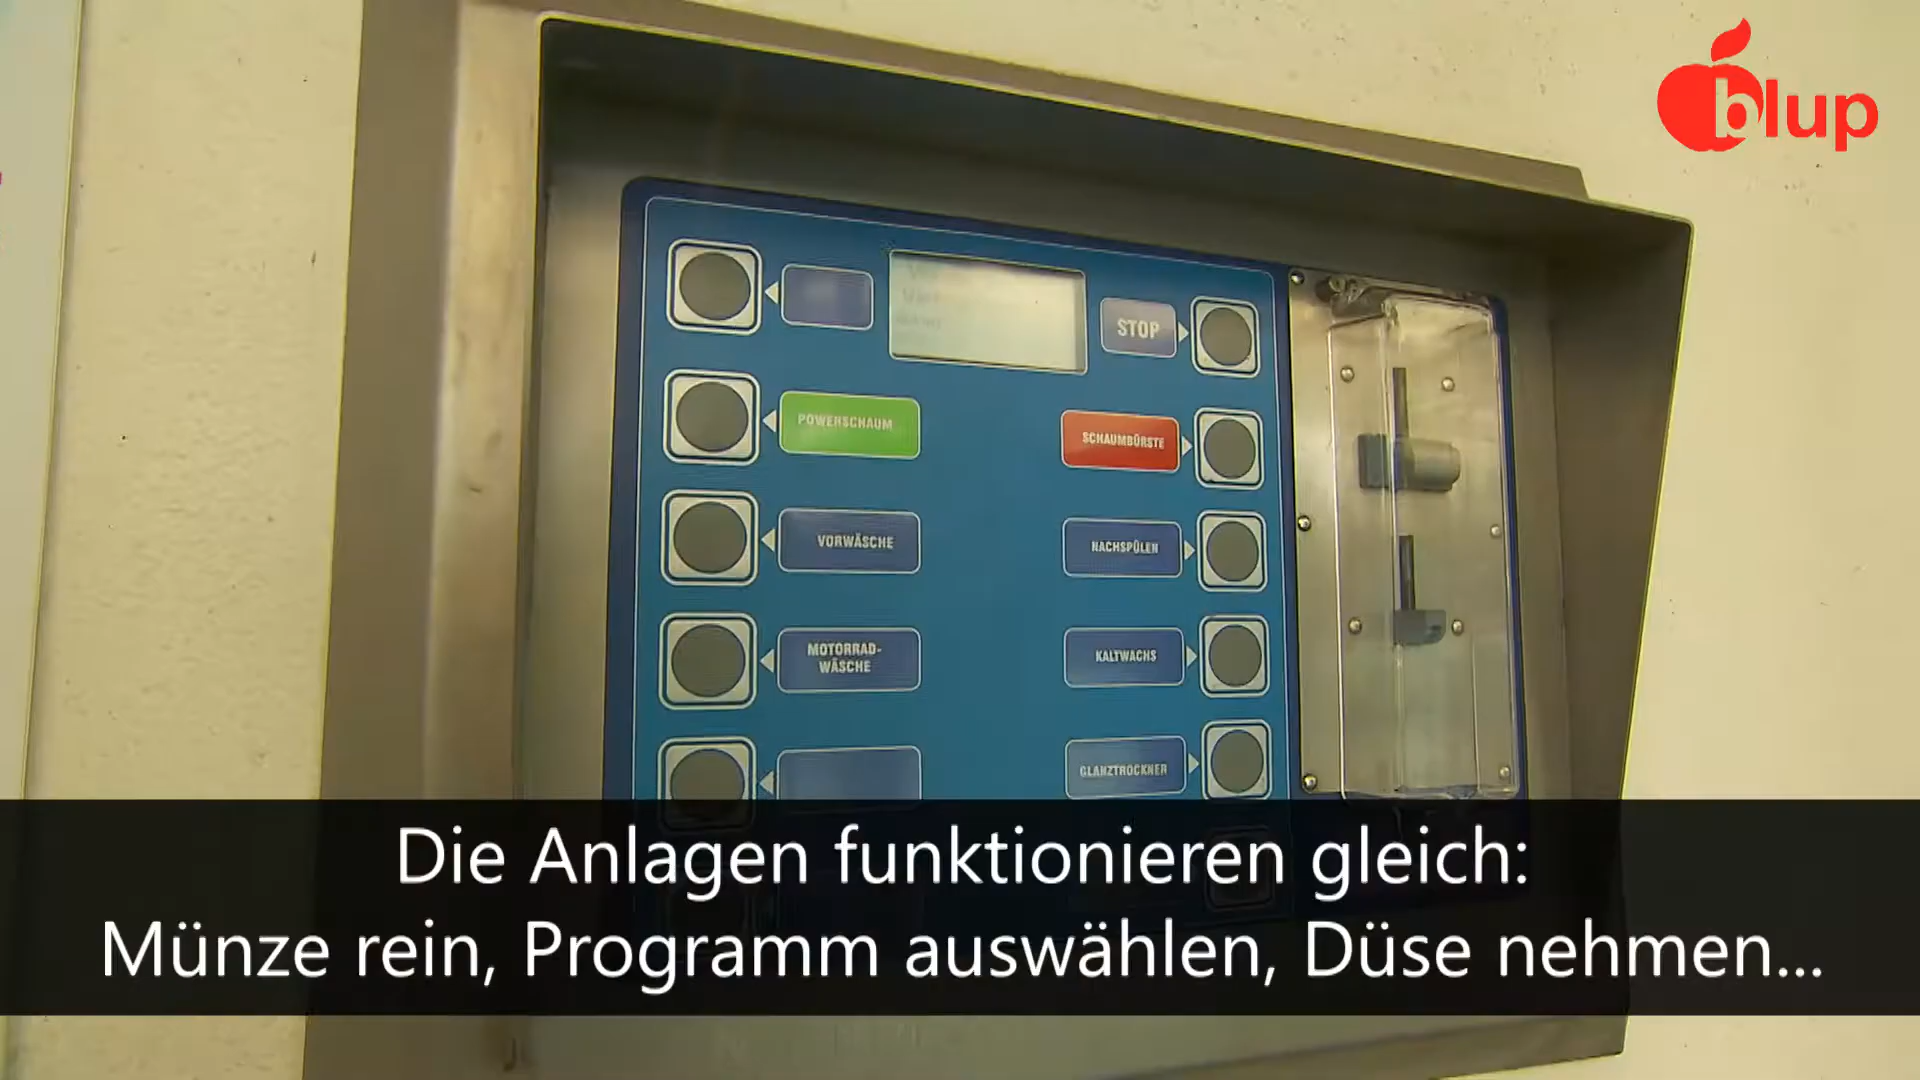 blup
STOP
POWERSCHAUM
SCHAUMBÜRSTE
VORWÄSCHE
NACHSPÜLEN
MOTORRAD-
WÄSCHE
KALTWACHS
GLANZTROCKNER
Die Anlagen funktionieren gleich:
Münze rein, Programm auswählen, Düse nehmen...